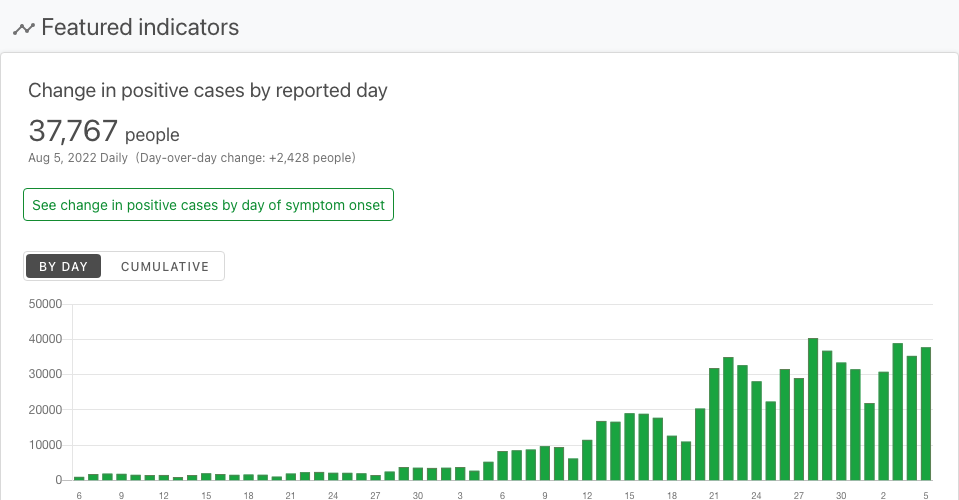 Featured indicators
Change in positive cases by reported day
37,767 people
Aug 5, 2022 Daily (Day-over-day change: +2,428 people)
See change in positive cases by day of symptom onset
BY DAY CUMULATIVE
50000
40000
30000
20000
10000
0
6 9 12 15 18 21 24 27 30 3 6 9 12 15 18 21 24 27 30 2 5